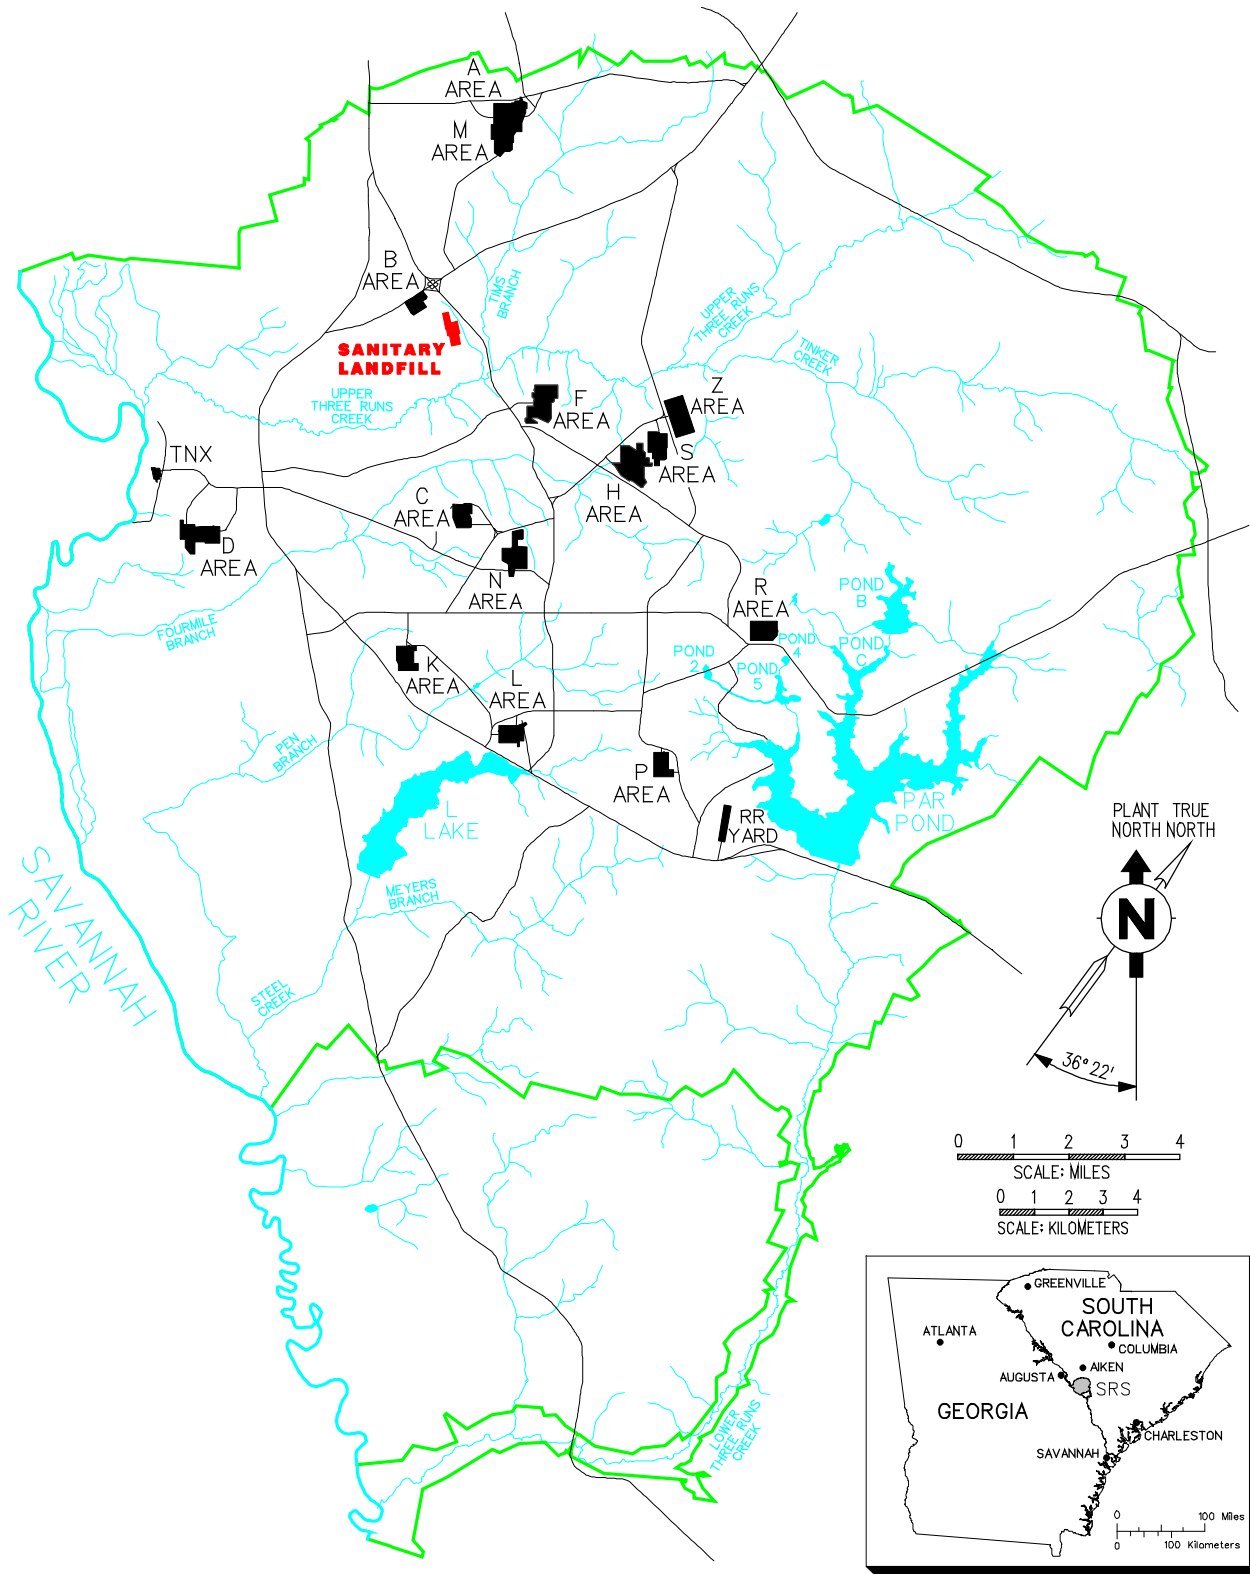 A
AREA
M
AREA
B
AREA
SANITARY
LANDFILL
TIMS
BRANCH
UPPER
THREE RUNS
CREEK
TINKER
CREEK
UPPER
THREE RUNS
CREEK
F
AREA
Z
AREA
S
AREA
H
AREA
TNX
C
AREA
D
AREA
N
AREA
R
AREA
POND
B
POND
C
POND
4
POND
2
POND
5
FOURMILE
BRANCH
K
AREA
L
AREA
PEN
BRANCH
P
AREA
L
LAKE
RR
YARD
PAR
POND
MEYERS
BRANCH
SAVANNAH
RIVER
STEEL
CREEK
LOWER
THREE RUNS
CREEK
PLANT TRUE
NORTH NORTH
N
36° 22'
0 1 2 3 4
SCALE: MILES
0 1 2 3 4
SCALE: KILOMETERS
GREENVILLE
SOUTH
CAROLINA
ATLANTA
COLUMBIA
AIKEN
AUGUSTA
SRS
GEORGIA
CHARLESTON
SAVANNAH
0 100 Miles
0 100 Kilometers